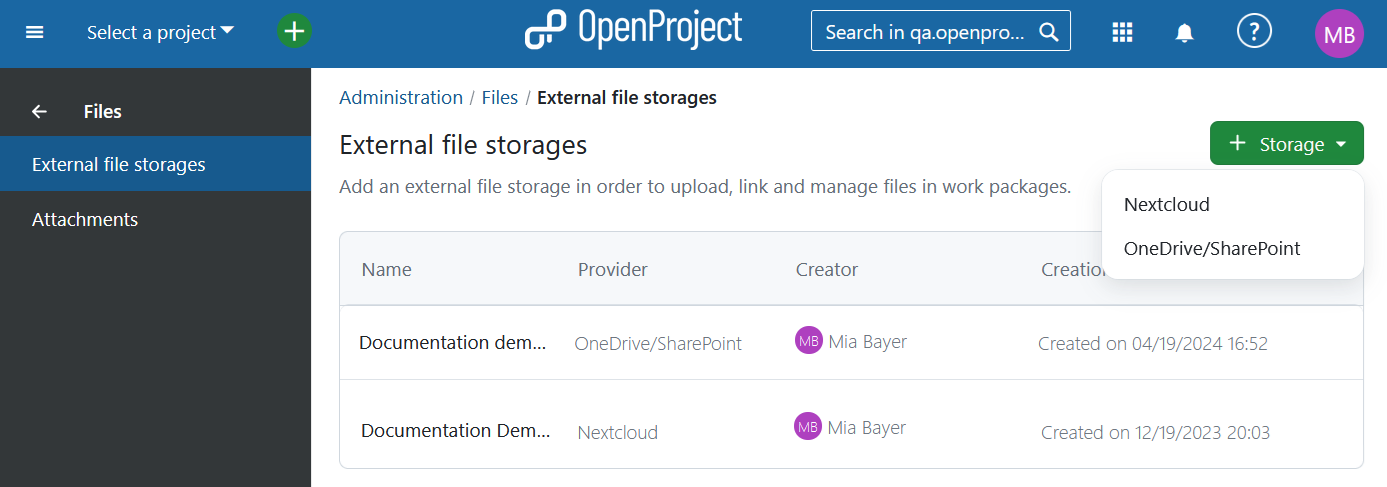 Select a project
OpenProject
Search in qa.openpro...
MB
Files
External file storages
Attachments
Administration / Files / External file storages
External file storages
Storage
Add an external file storage in order to upload, link and manage files in work packages.
Nextcloud
OneDrive/SharePoint
Name Provider Creator
Documentation dem... OneDrive/SharePoint MB Mia Bayer Created on 04/19/2024 16:52
Documentation Dem... Nextcloud MB Mia Bayer Created on 12/19/2023 20:03